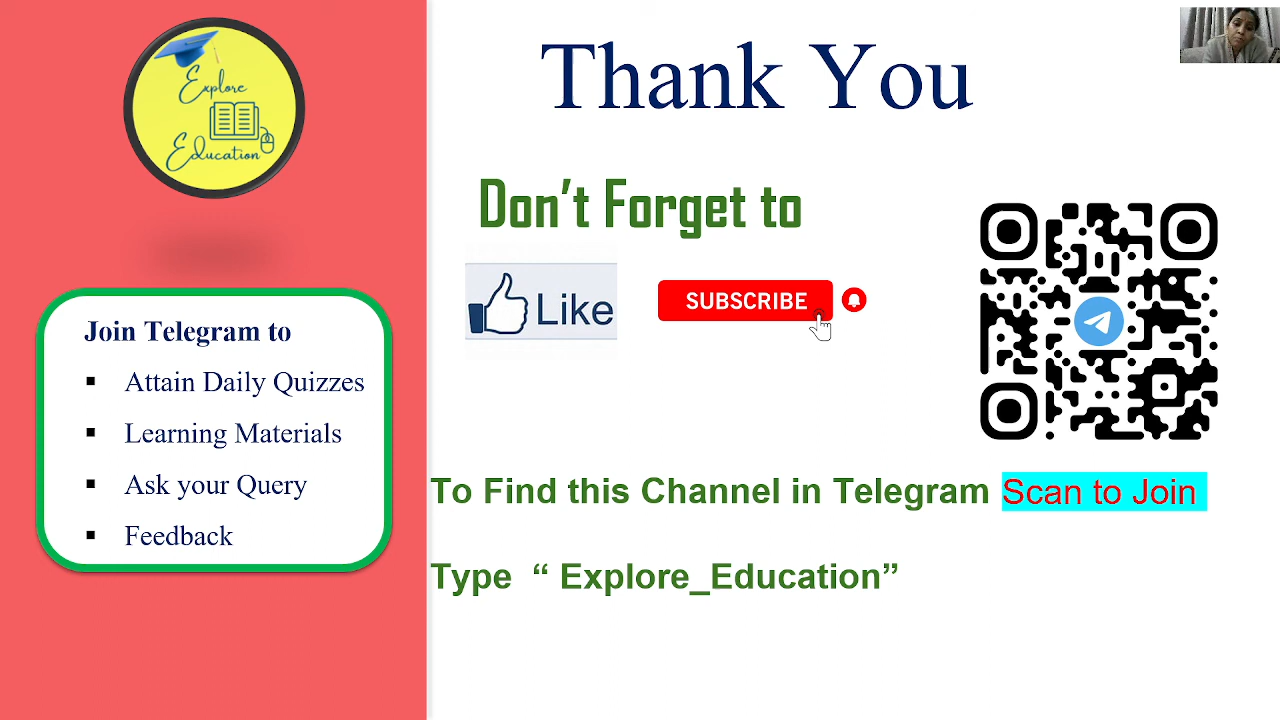 Explore
Education
Join Telegram to
▪ Attain Daily Quizzes
▪ Learning Materials
▪ Ask your Query
▪ Feedback
Thank You
Don't Forget to
Like
SUBSCRIBE
To Find this Channel in Telegram Scan to Join
Type “ Explore_Education”